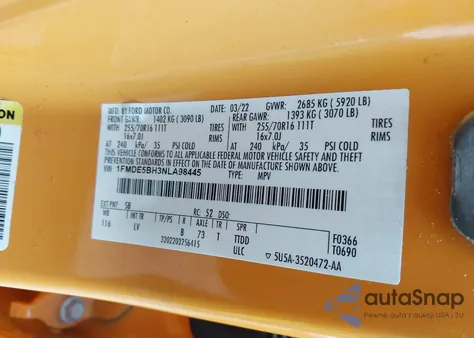 MFD. BY FORD MOTOR CO.
03/22 GVWR: 2685 KG (5920 LB)
FRONT GAWR: 1402 KG (3090 LB) REAR GAWR: 1393 KG (3070 LB)
WITH 255/70R16 111T TIRES WITH 255/70R16 111T TIRES
16x7.0J RIMS 16x7.0J RIMS
AT 240 kPa/ 35 PSI COLD AT 240 kPa/ 35 PSI COLD
THIS VEHICLE CONFORMS TO ALL APPLICABLE FEDERAL MOTOR VEHICLE SAFETY, BUMPER AND THEFT PREVENTION STANDARDS IN EFFECT ON THE DATE OF MANUFACTURE SHOWN ABOVE.
VIN: 1FMDE5BH3NLA98445 TYPE: MPV
EXT PNT: SB RC: 52 DSO:
WB INT TR TP/PS R AXLE TR SPR
116 LV B 73 T TTDD F0366
ULC T0690
3202203256415
5U5A-3520472-AA
autoSnap